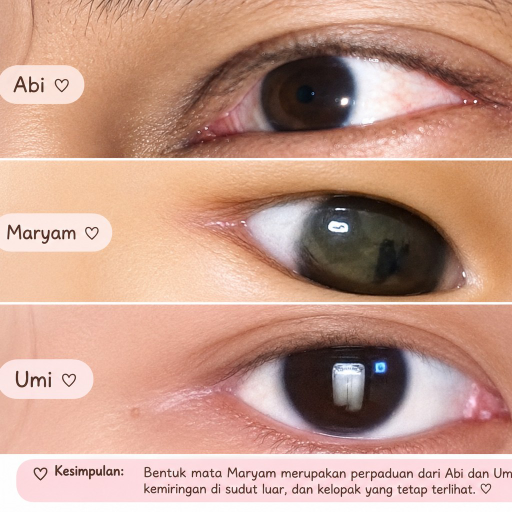 Abi ♡
Maryam ♡
Umi ♡
♡ Kesimpulan: Bentuk mata Maryam merupakan perpaduan dari Abi dan Um
kemiringan di sudut luar, dan kelopak yang tetap terlihat. ♡